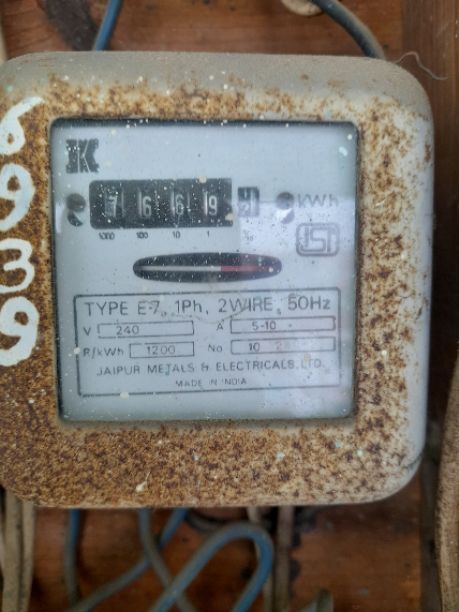 6939
K
7 6 6 9
kWh
1000 100 10 1
ISI
TYPE E-7, 1Ph, 2WIRE, 50Hz
V 240 A 5-10
R/kWh 1200 No 10
JAIPUR METALS & ELECTRICALS. LTD.
MADE IN INDIA